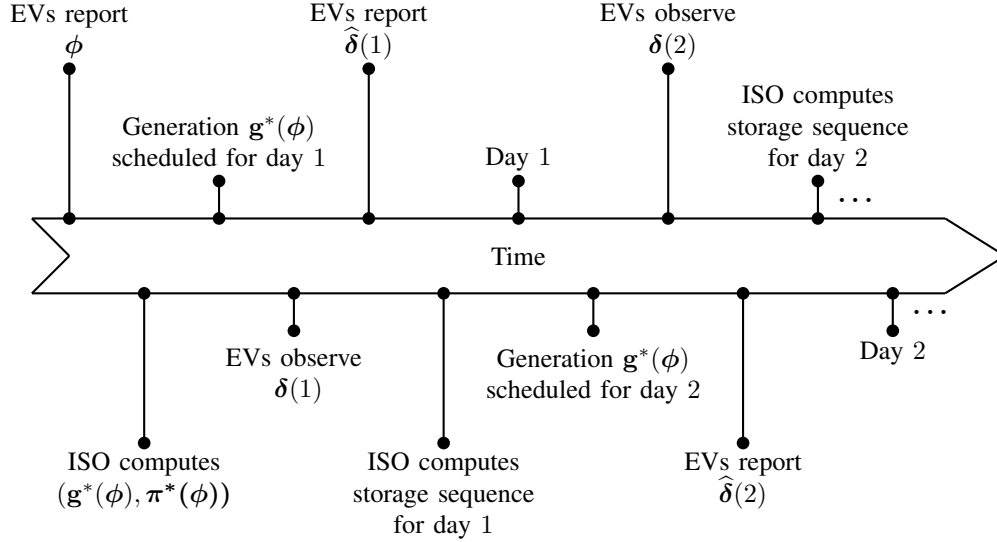 EVs report
ϕ
EVs report
δ̂(1)
EVs observe
δ(2)
ISO computes
storage sequence
for day 2
Generation g*(ϕ)
scheduled for day 1
Day 1
...
Time
...
EVs observe
δ(1)
Generation g*(ϕ)
scheduled for day 2
Day 2
ISO computes
(g*(ϕ), π*(ϕ))
ISO computes
storage sequence
for day 1
EVs report
δ̂(2)